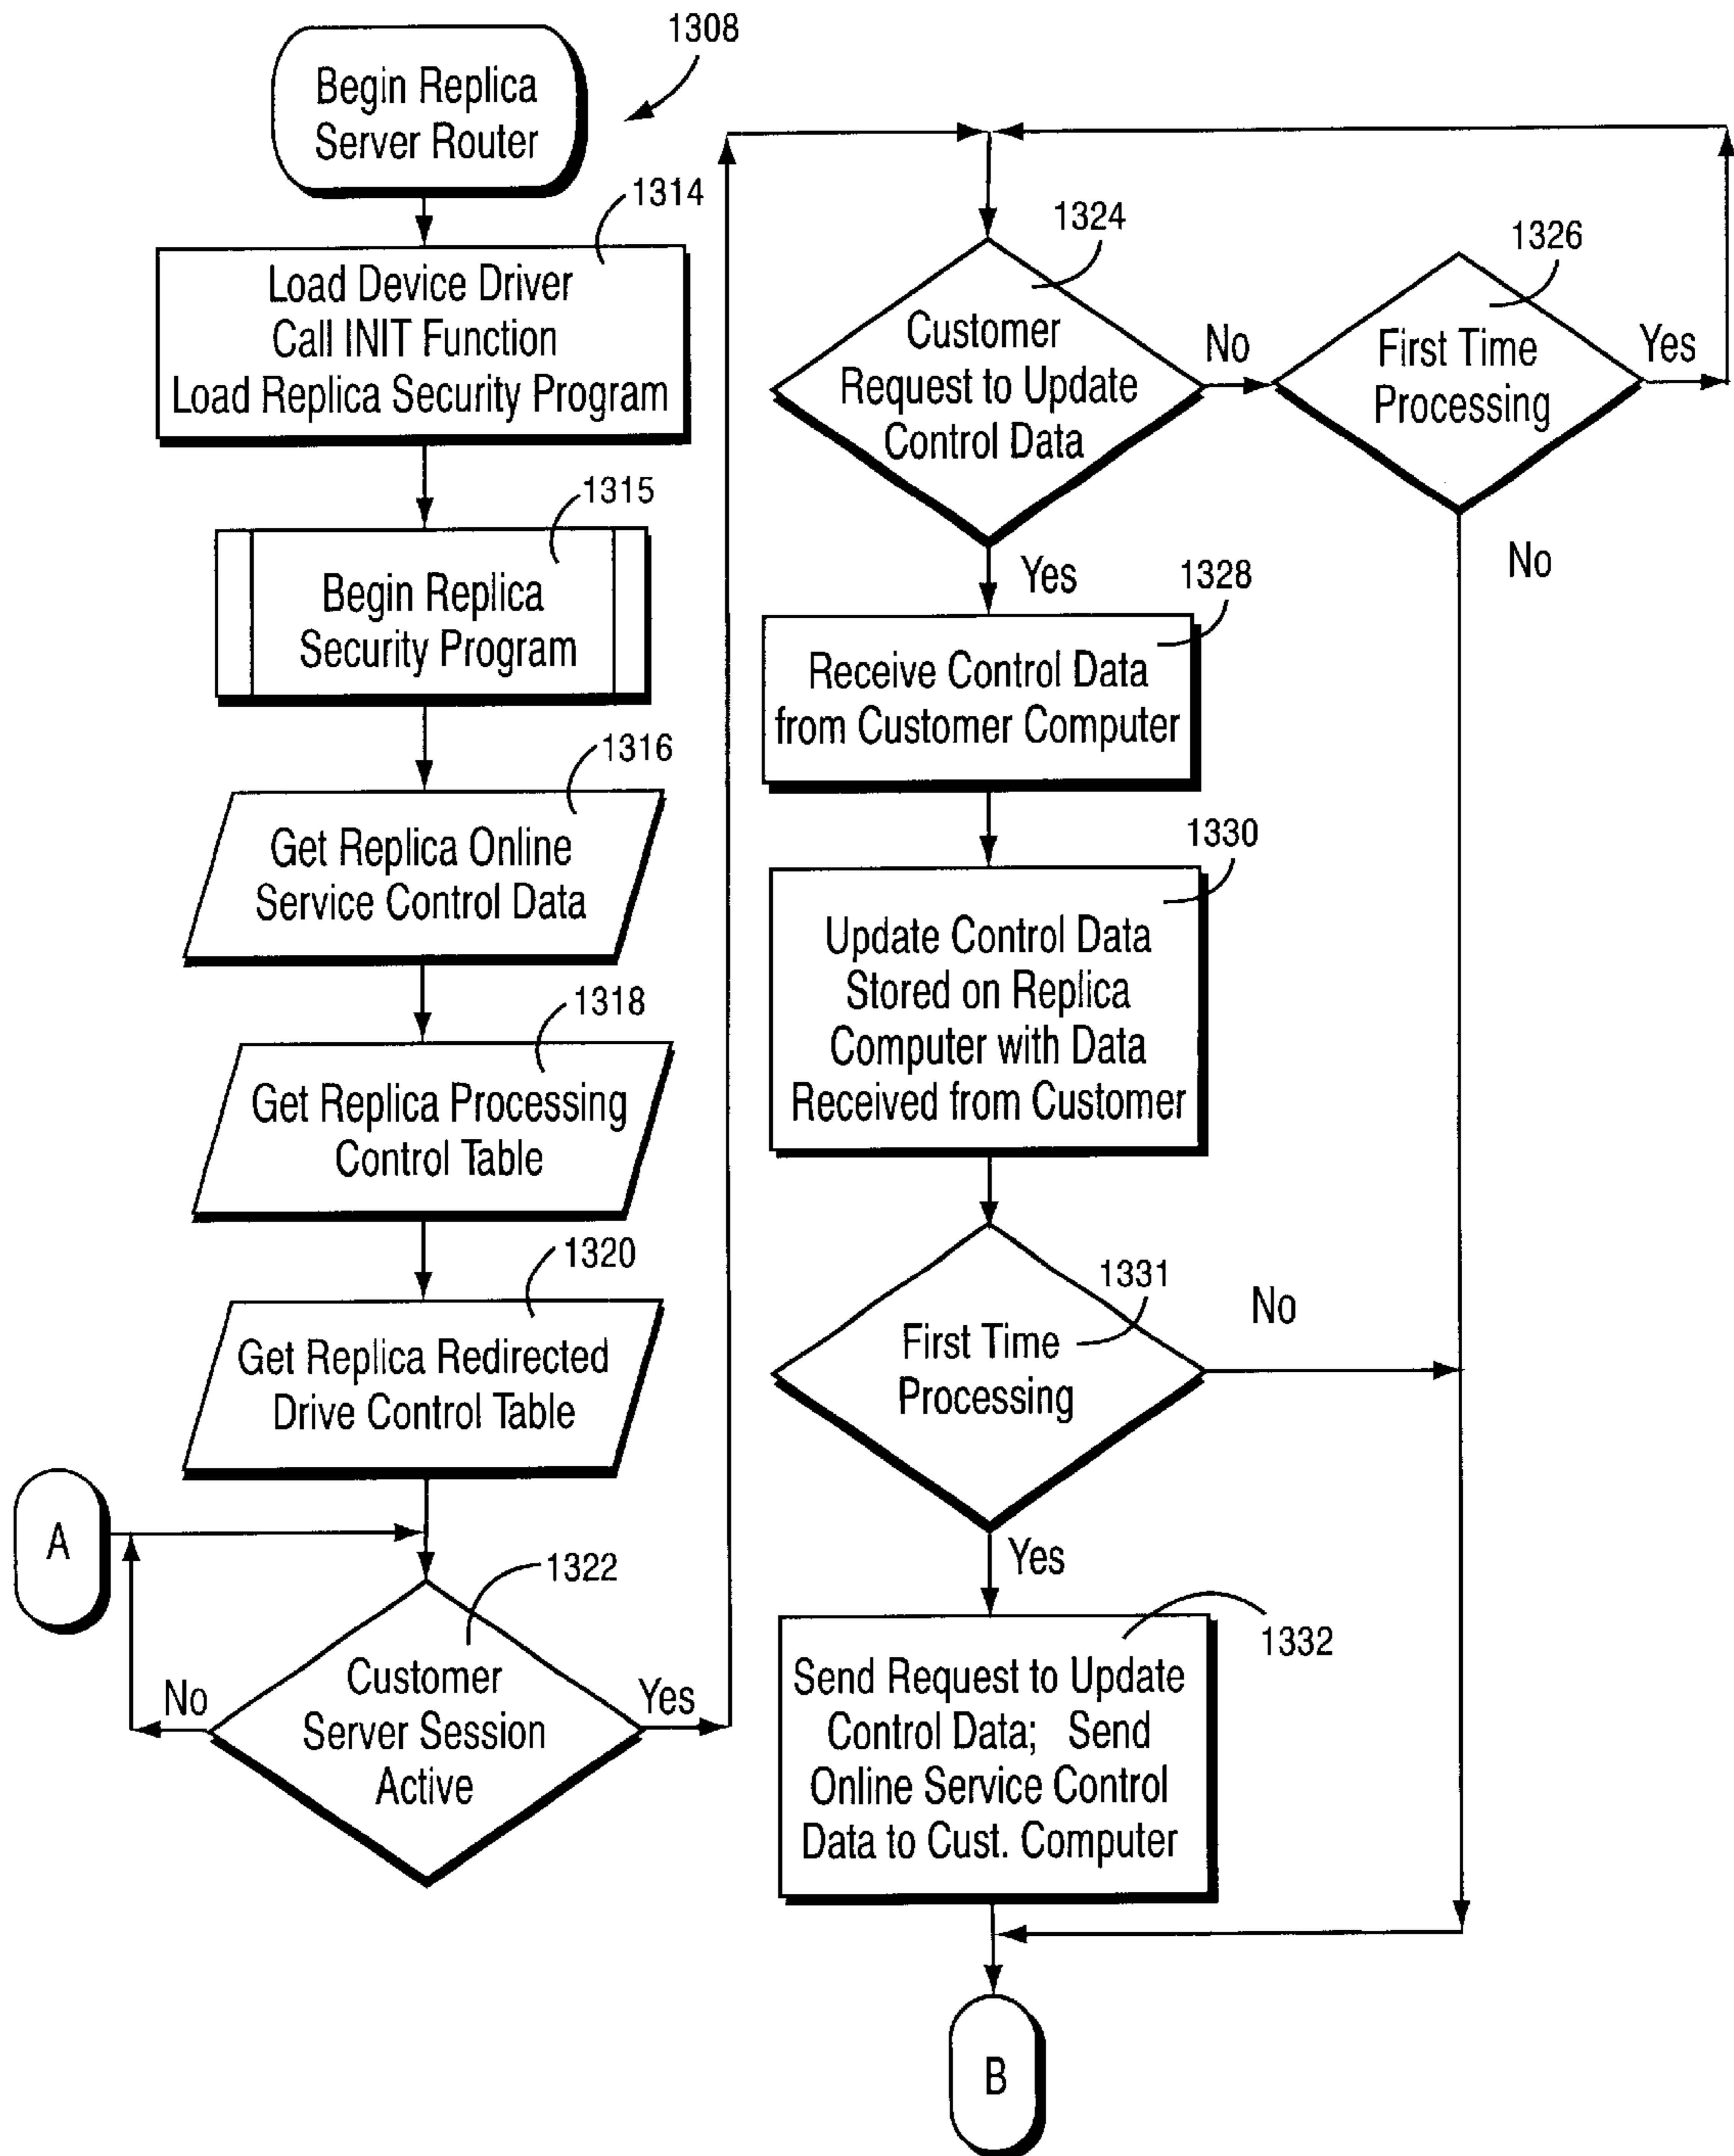 Begin Replica
Server Router
1308
1314
Load Device Driver
Call INIT Function
Load Replica Security Program
1315
Begin Replica
Security Program
1316
Get Replica Online
Service Control Data
1318
Get Replica Processing
Control Table
1320
Get Replica Redirected
Drive Control Table
A
1322
Customer
Server Session
Active
No
Yes
1324
Customer
Request to Update
Control Data
No
1326
First Time
Processing
Yes
No
Yes
1328
Receive Control Data
from Customer Computer
1330
Update Control Data
Stored on Replica
Computer with Data
Received from Customer
1331
First Time
Processing
No
Yes
1332
Send Request to Update
Control Data; Send
Online Service Control
Data to Cust. Computer
B